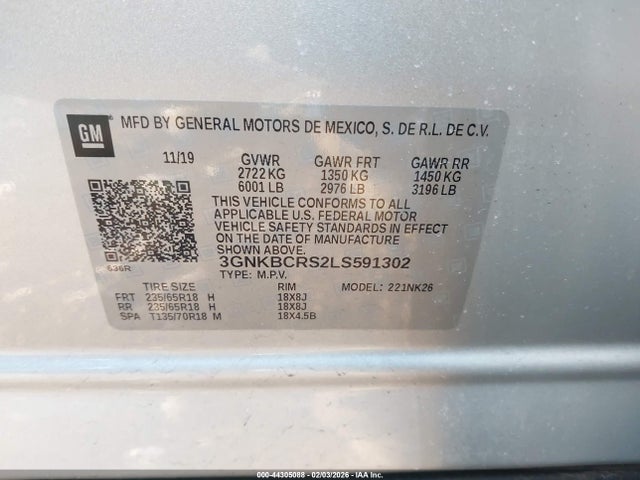 GM
MFD BY GENERAL MOTORS DE MEXICO, S. DE R.L. DE C.V.
11/19 GVWR GAWR FRT GAWR RR
2722 KG 1350 KG 1450 KG
6001 LB 2976 LB 3196 LB
THIS VEHICLE CONFORMS TO ALL
APPLICABLE U.S. FEDERAL MOTOR
VEHICLE SAFETY STANDARDS IN EFFECT
ON THE DATE OF MANUFACTURE
SHOWN ABOVE.
3GNKBCRS2LS591302
636R TYPE: M.P.V.
TIRE SIZE RIM MODEL: 221NK26
FRT 235/65R18 H 18X8J
RR 235/65R18 H 18X8J
SPA T135/70R18 M 18X4.5B
000-44305088 - 02/03/2026 - IAA Inc.